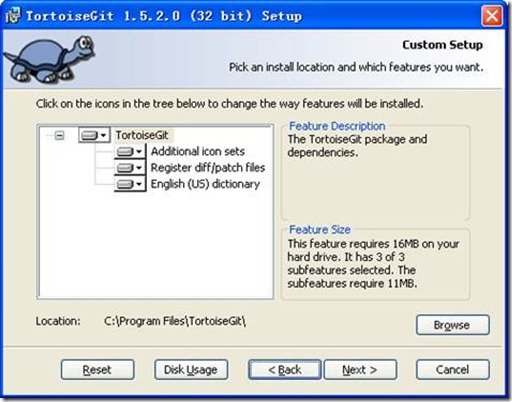 TortoiseGit 1.5.2.0 (32 bit) Setup
Custom Setup
Pick an install location and which features you want.
Click on the icons in the tree below to change the way features will be installed.
TortoiseGit
Additional icon sets
Register diff/patch files
English (US) dictionary
Feature Description
The TortoiseGit package and
dependencies.
Feature Size
This feature requires 16MB on your
hard drive. It has 3 of 3
subfeatures selected. The
subfeatures require 11MB.
Location: C:\Program Files\TortoiseGit\
Browse
Reset Disk Usage < Back Next > Cancel